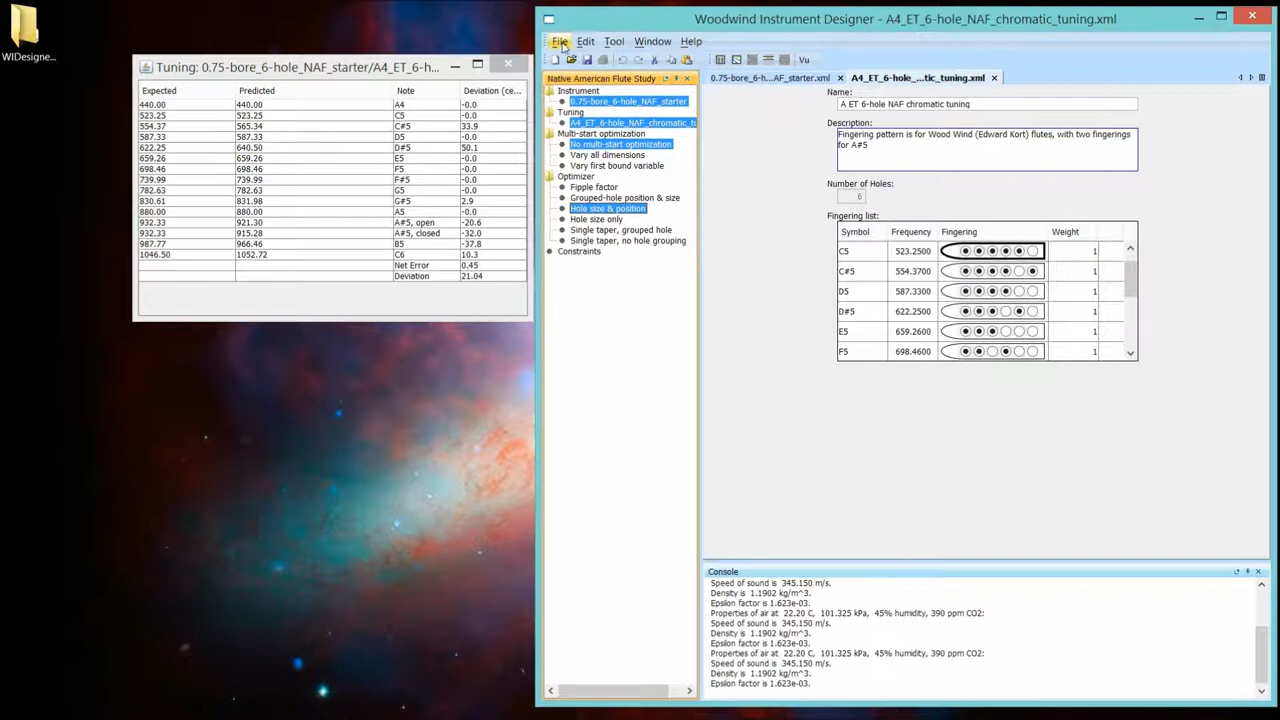 WIDesigne...
Tuning: 0.75-bore_6-hole_NAF_starter/A4_ET_6-h...
Expected Predicted Note Deviation (ce...
440.00 440.00 A4 -0.0
523.25 523.25 C5 -0.0
554.37 565.34 C#5 33.9
587.33 587.33 D5 -0.0
622.25 640.50 D#5 50.1
659.26 659.26 E5 -0.0
698.46 698.46 F5 -0.0
739.99 739.99 F#5 -0.0
782.63 782.63 G5 -0.0
830.61 831.98 G#5 2.9
880.00 880.00 A5 -0.0
932.33 921.30 A#5, open -20.6
932.33 915.28 A#5, closed -32.0
987.77 966.46 B5 -37.8
1046.50 1052.72 C6 10.3
Net Error 0.45
Deviation 21.04
Woodwind Instrument Designer - A4_ET_6-hole_NAF_chromatic_tuning.xml
File Edit Tool Window Help
Vu
Native American Flute Study
Instrument
0.75-bore_6-hole_NAF_starter
Tuning
A4_ET_6-hole_NAF_chromatic_tu
Multi-start optimization
No multi-start optimization
Vary all dimensions
Vary first bound variable
Optimizer
Fipple factor
Grouped-hole position & size
Hole size & position
Hole size only
Single taper, grouped hole
Single taper, no hole grouping
Constraints
0.75-bore_6-h...AF_starter.xml A4_ET_6-hole_...tic_tuning.xml
Name:
A ET 6-hole NAF chromatic tuning
Description:
Fingering pattern is for Wood Wind (Edward Kort) flutes, with two fingerings
for A#5
Number of Holes:
6
Fingering list:
Symbol Frequency Fingering Weight
C5 523.2500 1
C#5 554.3700 1
D5 587.3300 1
D#5 622.2500 1
E5 659.2600 1
F5 698.4600 1
Console
Speed of sound is 345.150 m/s.
Density is 1.1902 kg/m^3.
Epsilon factor is 1.623e-03.
Properties of air at 22.20 C, 101.325 kPa, 45% humidity, 390 ppm CO2:
Speed of sound is 345.150 m/s.
Density is 1.1902 kg/m^3.
Epsilon factor is 1.623e-03.
Properties of air at 22.20 C, 101.325 kPa, 45% humidity, 390 ppm CO2:
Speed of sound is 345.150 m/s.
Density is 1.1902 kg/m^3.
Epsilon factor is 1.623e-03.